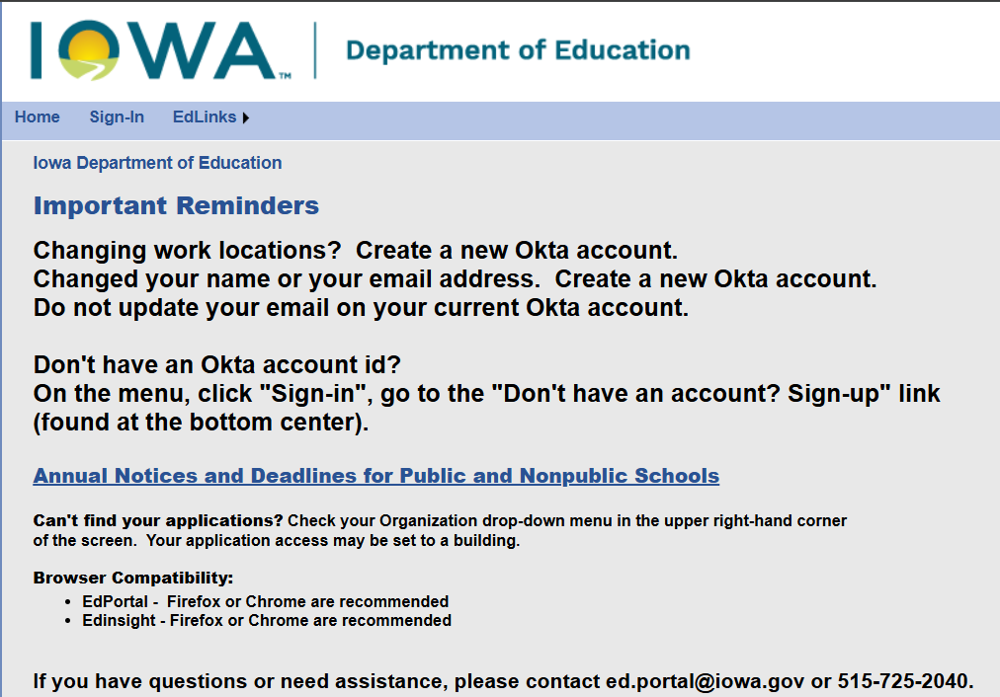 IOWA™ Department of Education
Home Sign-In EdLinks
Iowa Department of Education
Important Reminders
Changing work locations?  Create a new Okta account.
Changed your name or your email address.  Create a new Okta account.
Do not update your email on your current Okta account.
Don't have an Okta account id?
On the menu, click "Sign-in", go to the "Don't have an account? Sign-up" link
(found at the bottom center).
Annual Notices and Deadlines for Public and Nonpublic Schools
Can't find your applications? Check your Organization drop-down menu in the upper right-hand corner
of the screen.  Your application access may be set to a building.
Browser Compatibility:
• EdPortal -  Firefox or Chrome are recommended
• Edinsight - Firefox or Chrome are recommended
If you have questions or need assistance, please contact ed.portal@iowa.gov or 515-725-2040.